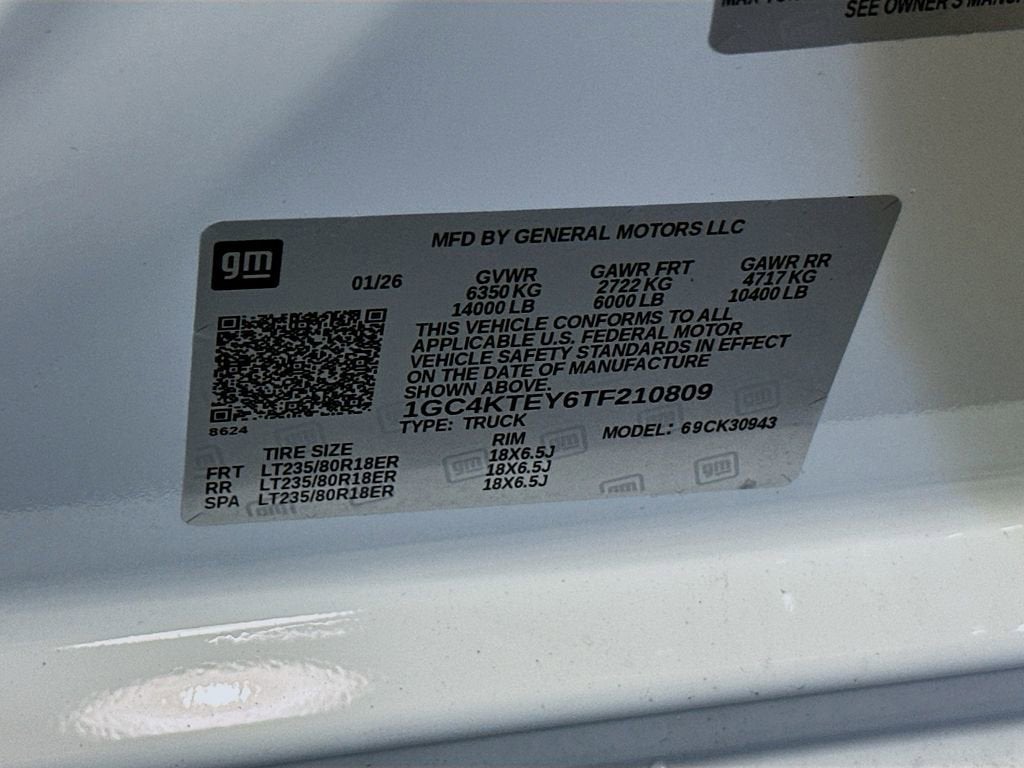 SEE OWNER'S MANUAL
gm
MFD BY GENERAL MOTORS LLC
01/26
GVWR GAWR FRT GAWR RR
6350 KG 2722 KG 4717 KG
14000 LB 6000 LB 10400 LB
THIS VEHICLE CONFORMS TO ALL
APPLICABLE U.S. FEDERAL MOTOR
VEHICLE SAFETY STANDARDS IN EFFECT
ON THE DATE OF MANUFACTURE
SHOWN ABOVE.
1GC4KTEY6TF210809
8624
TYPE: TRUCK MODEL: 69CK30943
TIRE SIZE RIM
FRT LT235/80R18ER 18X6.5J
RR LT235/80R18ER 18X6.5J
SPA LT235/80R18ER 18X6.5J